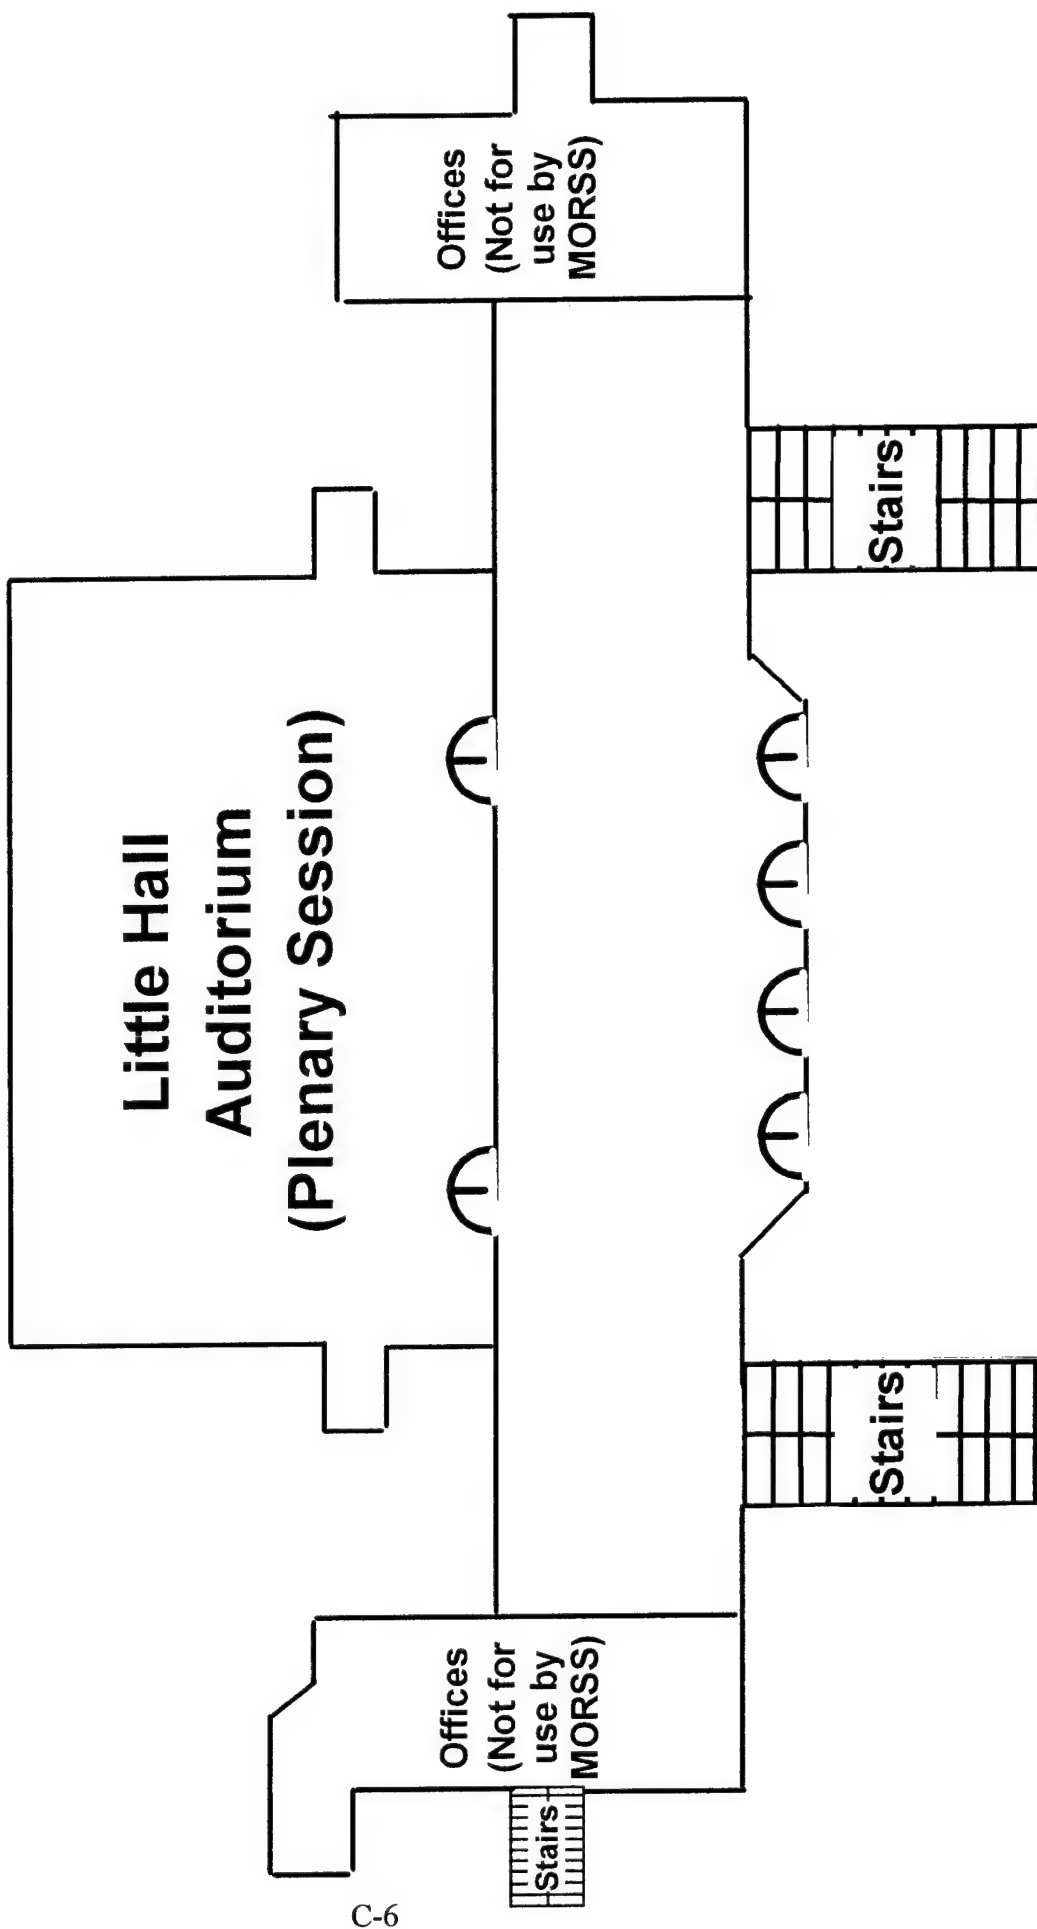 Little Hall
Auditorium
(Plenary Session)
Offices
(Not for
use by
MORSS)
Offices
(Not for
use by
MORSS)
Stairs
Stairs
Stairs
C-6